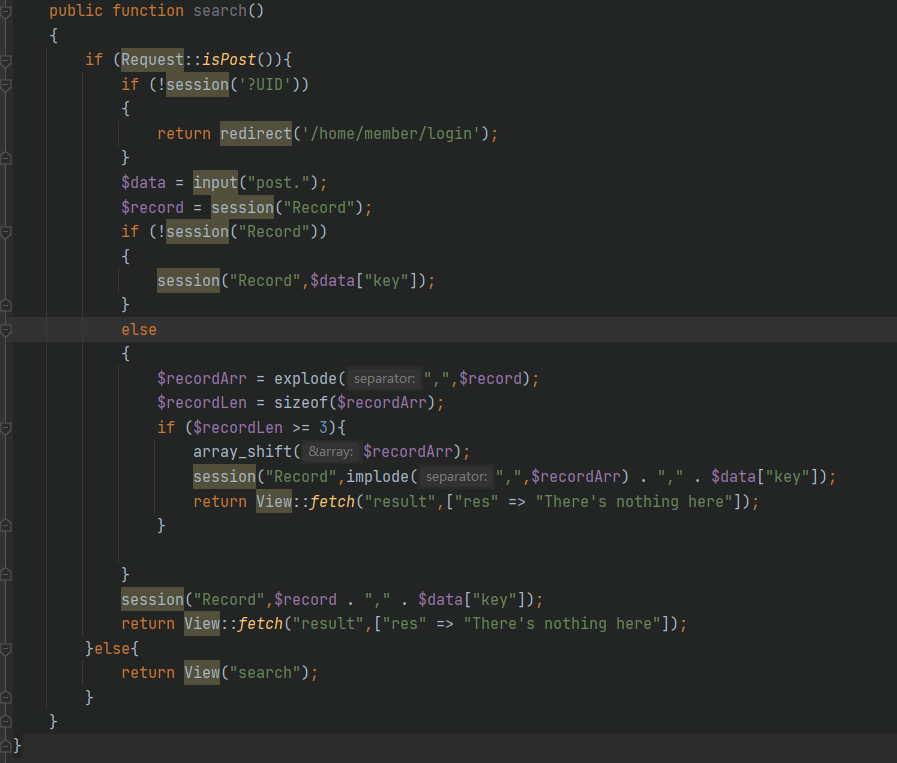 public function search()
{
if (Request::isPost()){
if (!session('?UID'))
{
return redirect('/home/member/login');
}
$data = input("post.");
$record = session("Record");
if (!session("Record"))
{
session("Record",$data["key"]);
}
else
{
$recordArr = explode( separator: ",",$record);
$recordLen = sizeof($recordArr);
if ($recordLen >= 3){
array_shift( &array: $recordArr);
session("Record",implode( separator: ",",$recordArr) . "," . $data["key"]);
return View::fetch("result",["res" => "There's nothing here"]);
}
}
session("Record",$record . "," . $data["key"]);
return View::fetch("result",["res" => "There's nothing here"]);
}else{
return View("search");
}
}
}